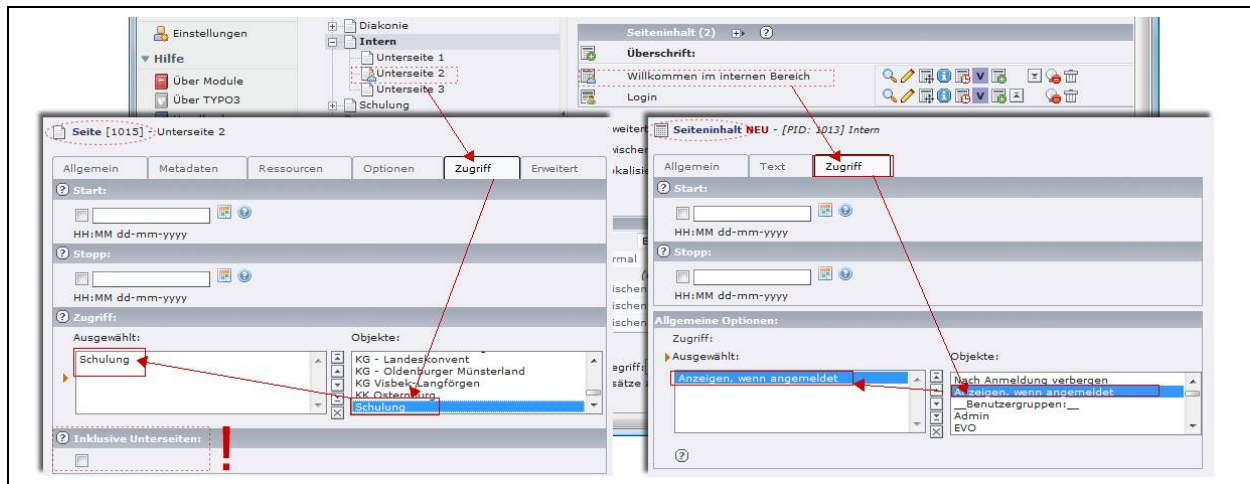 Einstellungen
Hilfe
Über Module
Über TYPO3
Diakonie
Intern
Unterseite 1
Unterseite 2
Unterseite 3
Schulung
Seiteninhalt (2)
Überschrift:
Willkommen im internen Bereich
Login
Seite [1015] - Unterseite 2
Allgemein Metadaten Ressourcen Optionen Zugriff Erweitert
Start:
HH:MM dd-mm-yyyy
Stopp:
HH:MM dd-mm-yyyy
Zugriff:
Ausgewählt: Objekte:
Schulung
KG - Landeskonvent
KG - Oldenburger Münsterland
KG Visbek-Langförgen
KK Osternburg
Schulung
Inklusive Unterseiten:
!
Seiteninhalt NEU - [PID: 1013] Intern
Allgemein Text Zugriff
Start:
HH:MM dd-mm-yyyy
Stopp:
HH:MM dd-mm-yyyy
Allgemeine Optionen:
Zugriff:
Ausgewählt: Objekte:
Anzeigen, wenn angemeldet
Nach Anmeldung verbergen
Anzeigen, wenn angemeldet
__Benutzergruppen:__
Admin
EVO